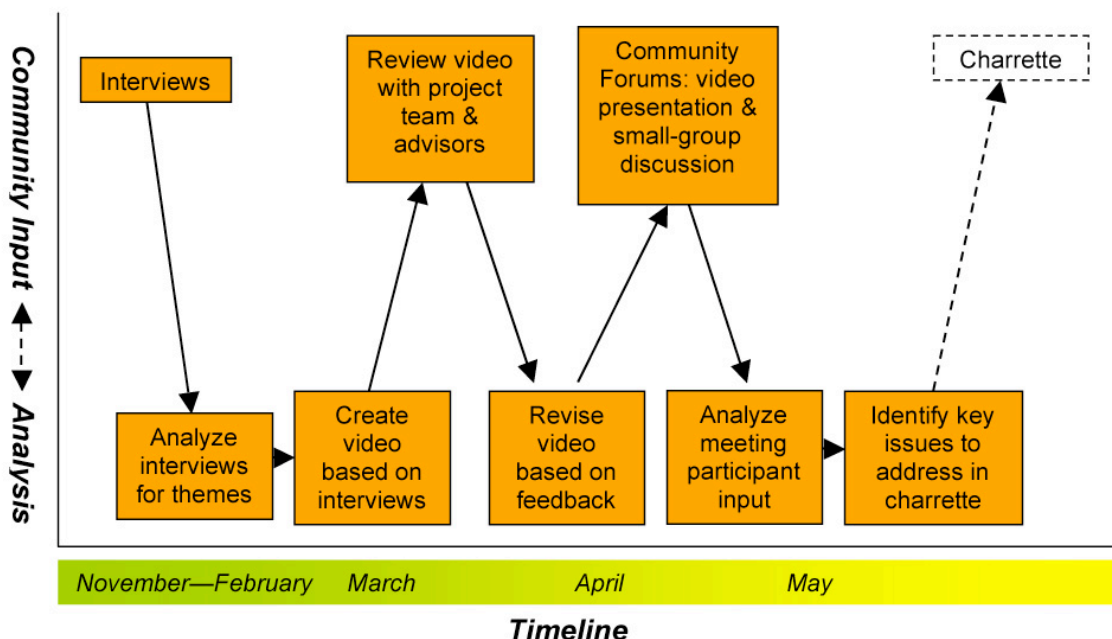 Community Input
Analysis
Interviews
Review video
with project
team &
advisors
Community
Forums: video
presentation &
small-group
discussion
Charrette
Analyze
interviews
for themes
Create
video
based on
interviews
Revise
video
based on
feedback
Analyze
meeting
participant
input
Identify key
issues to
address in
charrette
November—February
March
April
May
Timeline